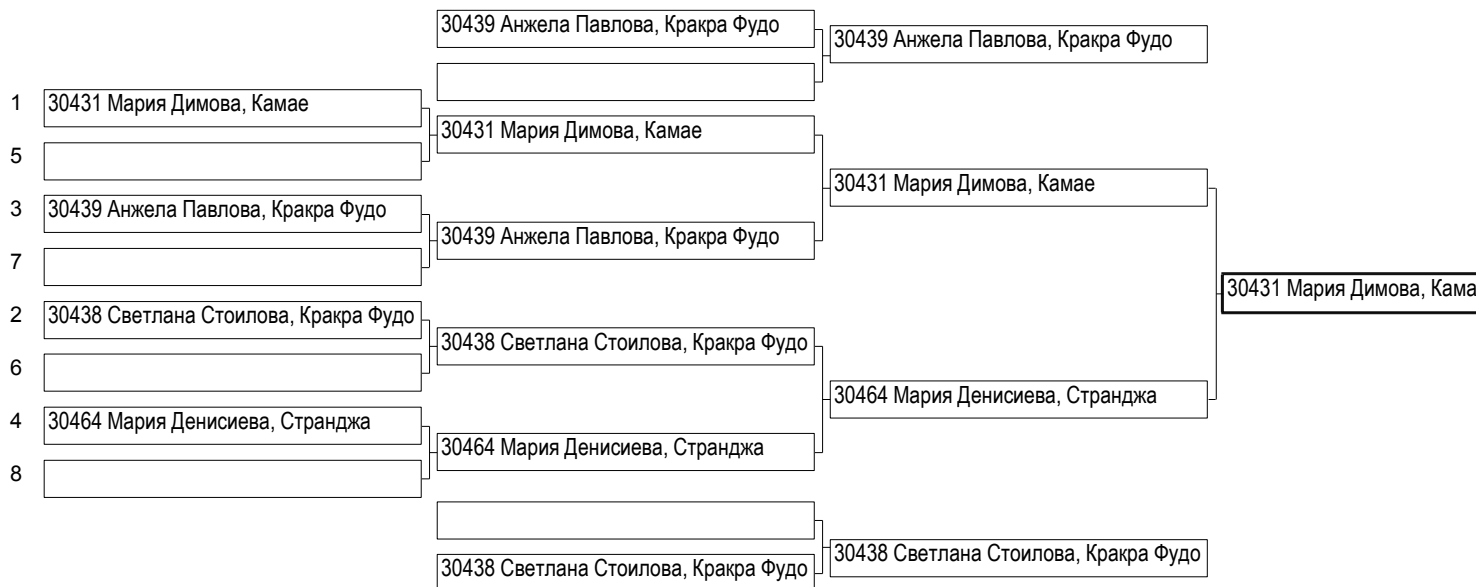 30439 Анжела Павлова, Кракра Фудо
30439 Анжела Павлова, Кракра Фудо
1 30431 Мария Димова, Камае
30431 Мария Димова, Камае
5
30431 Мария Димова, Камае
3 30439 Анжела Павлова, Кракра Фудо
30439 Анжела Павлова, Кракра Фудо
7
30431 Мария Димова, Кама
2 30438 Светлана Стоилова, Кракра Фудо
30438 Светлана Стоилова, Кракра Фудо
6
30464 Мария Денисиева, Странджа
4 30464 Мария Денисиева, Странджа
30464 Мария Денисиева, Странджа
8
30438 Светлана Стоилова, Кракра Фудо
30438 Светлана Стоилова, Кракра Фудо